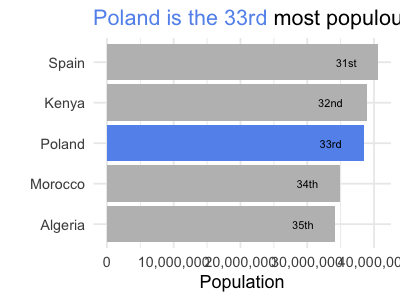 Poland is the 33rd most populou
Spain 31st
Kenya 32nd
Poland 33rd
Morocco 34th
Algeria 35th
0 10,000,000 20,000,000 30,000,000 40,000,000
Population